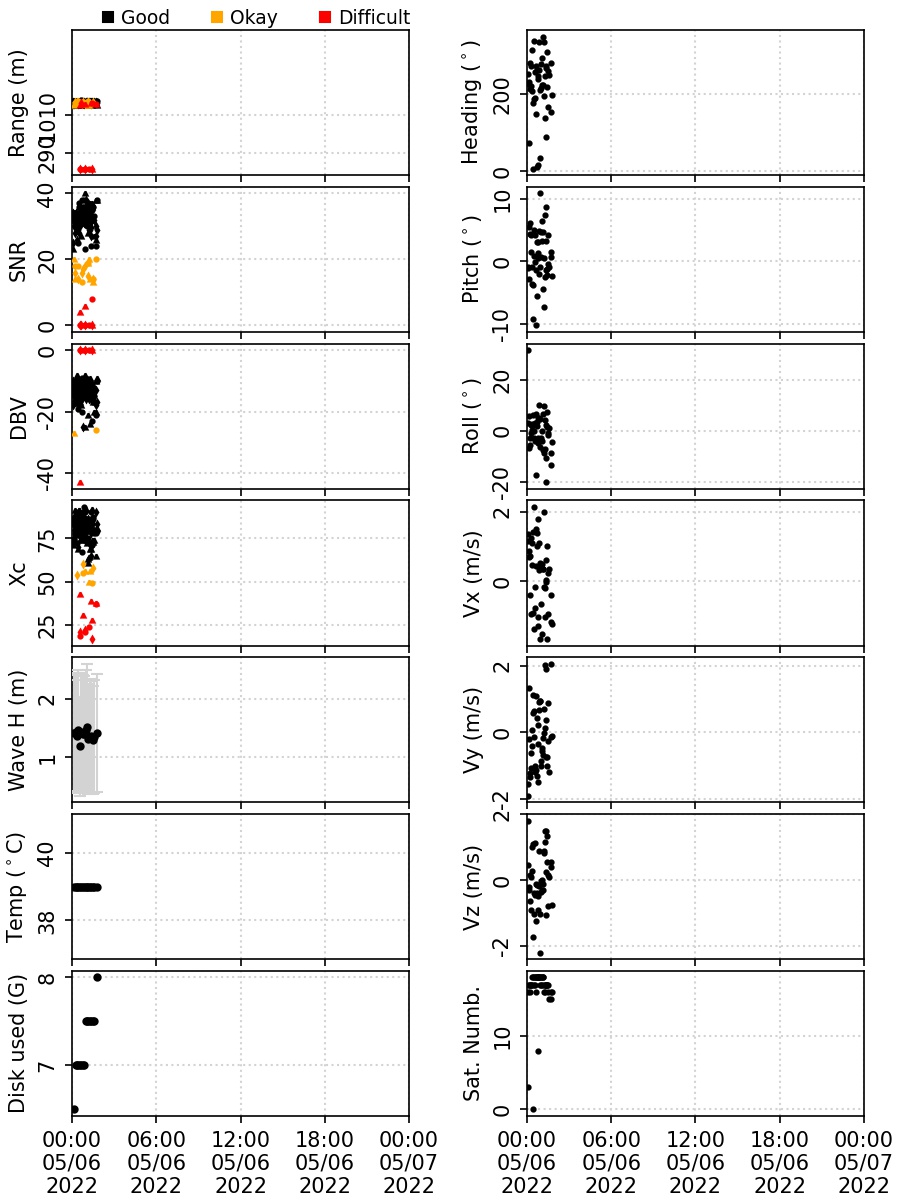 Good Okay Difficult
Range (m)
1010
290
SNR
40
20
0
DBV
0
-20
-40
Xc
75
50
25
Wave H (m)
2
1
Temp (°C)
40
38
Disk used (G)
8
7
00:00 06:00 12:00 18:00 00:00
05/06 05/06 05/06 05/06 05/07
2022 2022 2022 2022 2022
Heading (°)
200
0
Pitch (°)
10
0
-10
Roll (°)
20
0
-20
Vx (m/s)
2
0
Vy (m/s)
2
0
-2
Vz (m/s)
2
0
-2
Sat. Numb.
10
0
00:00 06:00 12:00 18:00 00:00
05/06 05/06 05/06 05/06 05/07
2022 2022 2022 2022 2022